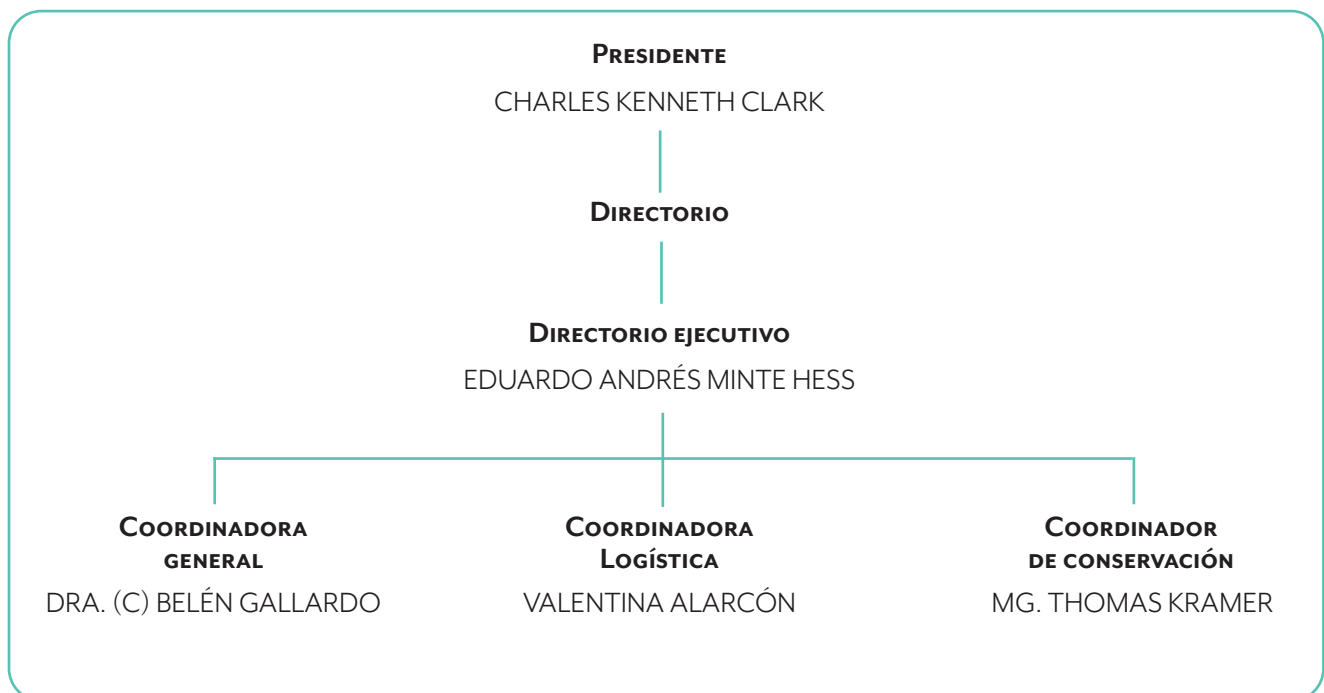 Presidente
CHARLES KENNETH CLARK
Directorio
Directorio ejecutivo
EDUARDO ANDRÉS MINTE HESS
Coordinadora
general
DRA. (C) BELÉN GALLARDO
Coordinadora
Logística
VALENTINA ALARCÓN
Coordinador
de conservación
MG. THOMAS KRAMER